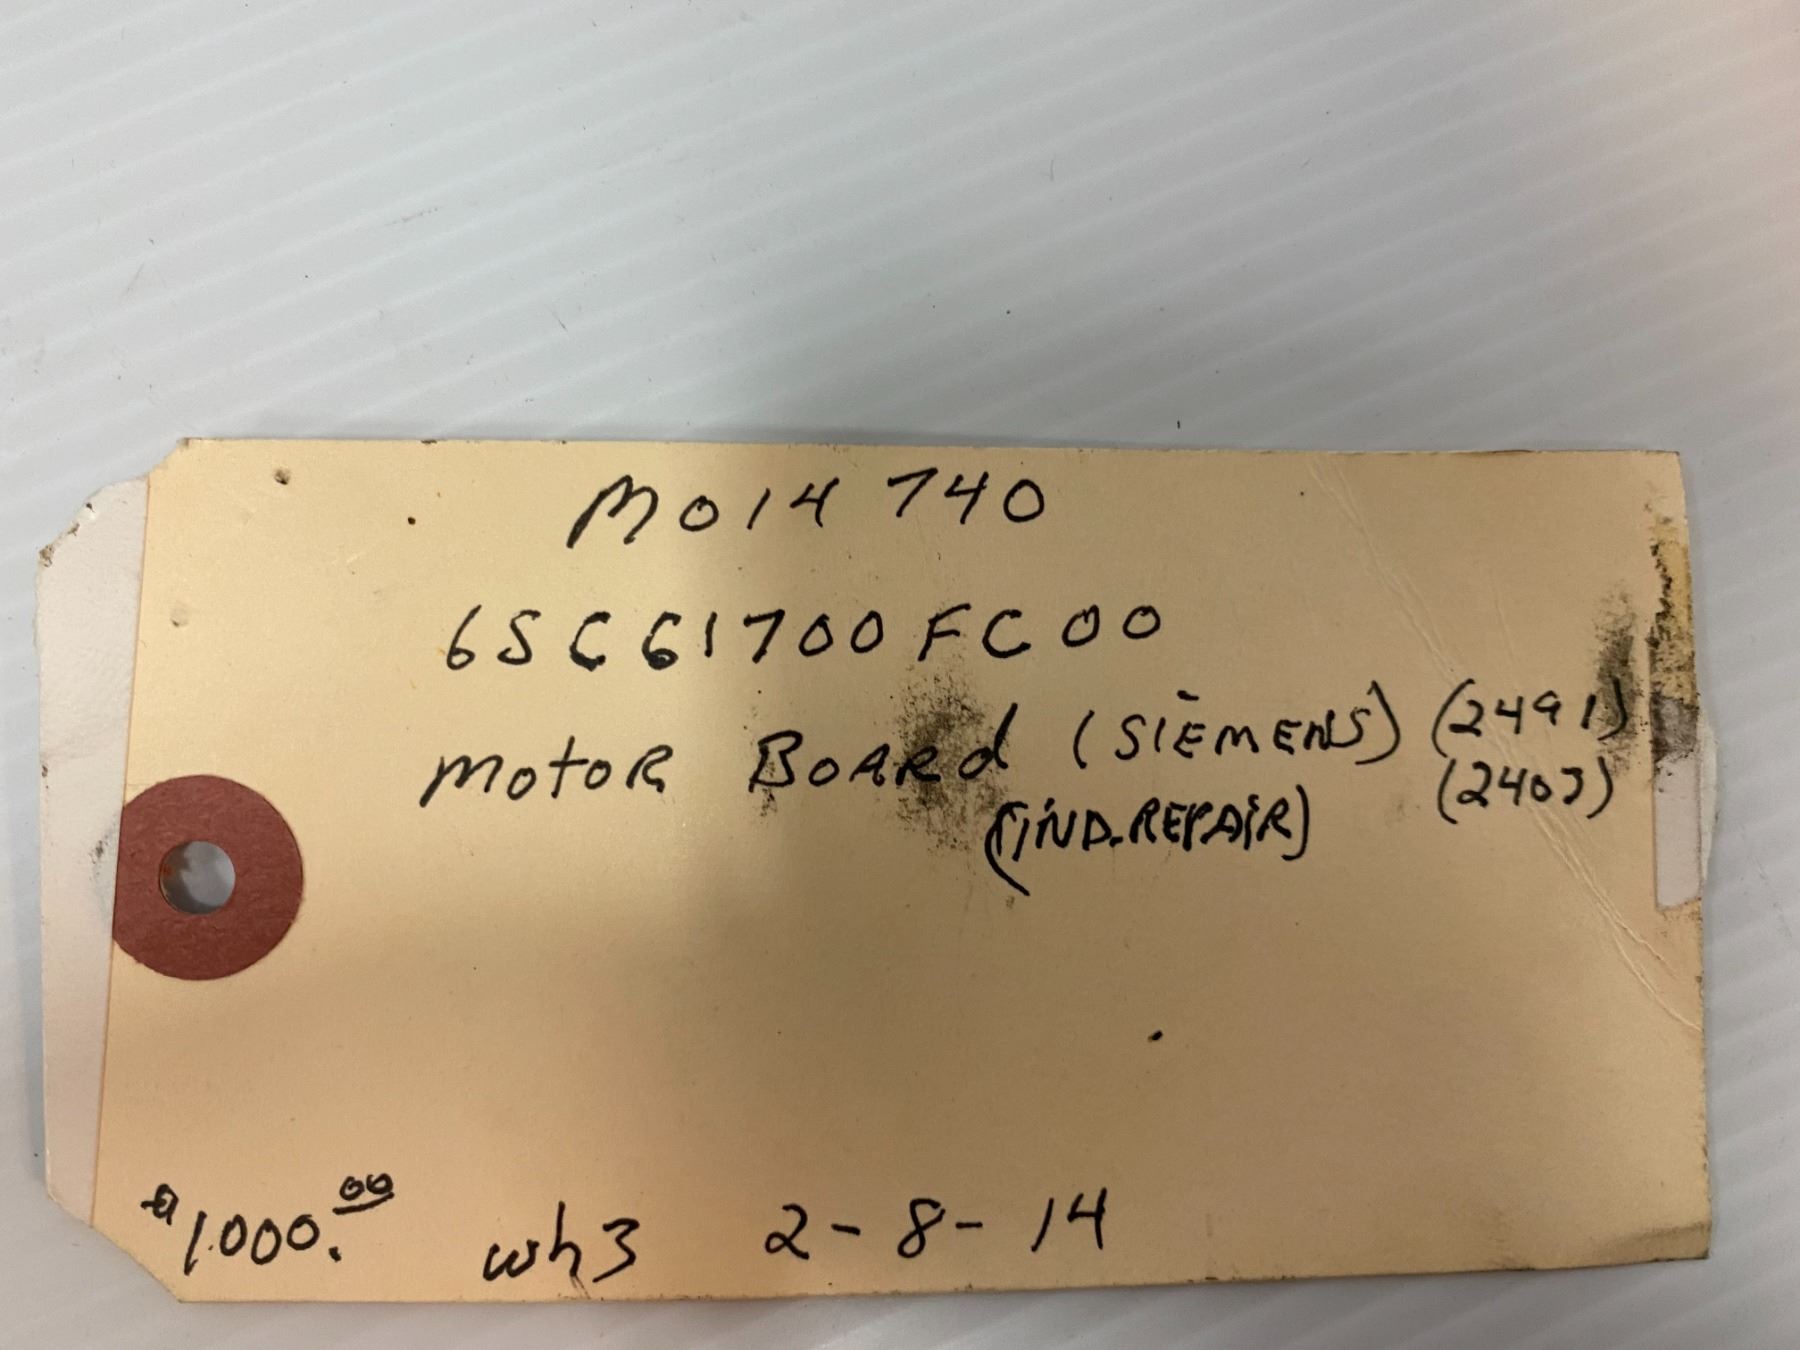 M014740
6SC61700FC00
MOTOR BOARd (SIEMENS) (2491)
(IND.REPAIR) (2407)
1.000.00 wh3 2-8-14